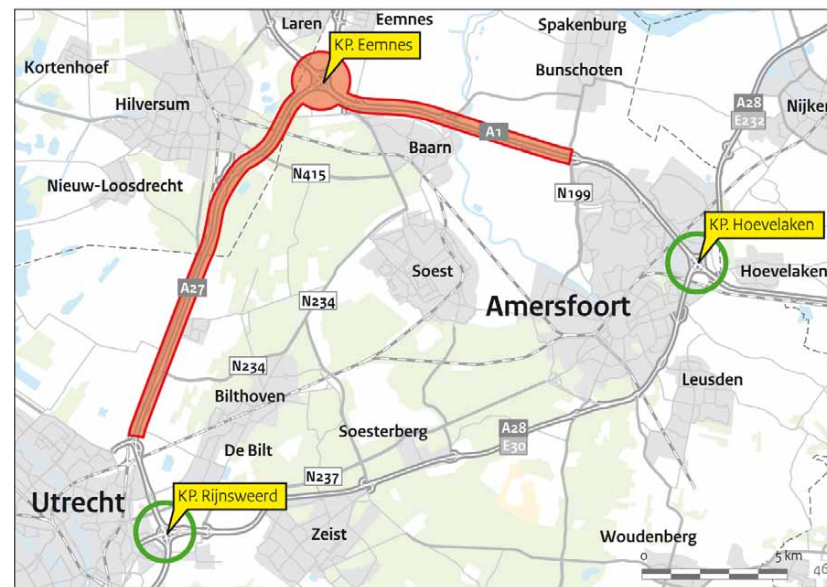 Laren
Eemnes
Spakenburg
KP. Eemnes
Kortenhoef
Bunschoten
Hilversum
A28
E232
Nijker
A1
Baarn
N415
Nieuw-Loosdrecht
N199
KP. Hoevelaken
Soest
Hoevelaken
A27
N234
Amersfoort
N234
Bilthoven
Leusden
Soesterberg
A28
E30
De Bilt
N237
Utrecht
KP. Rijnsweerd
Zeist
Woudenberg
0
5 km
46